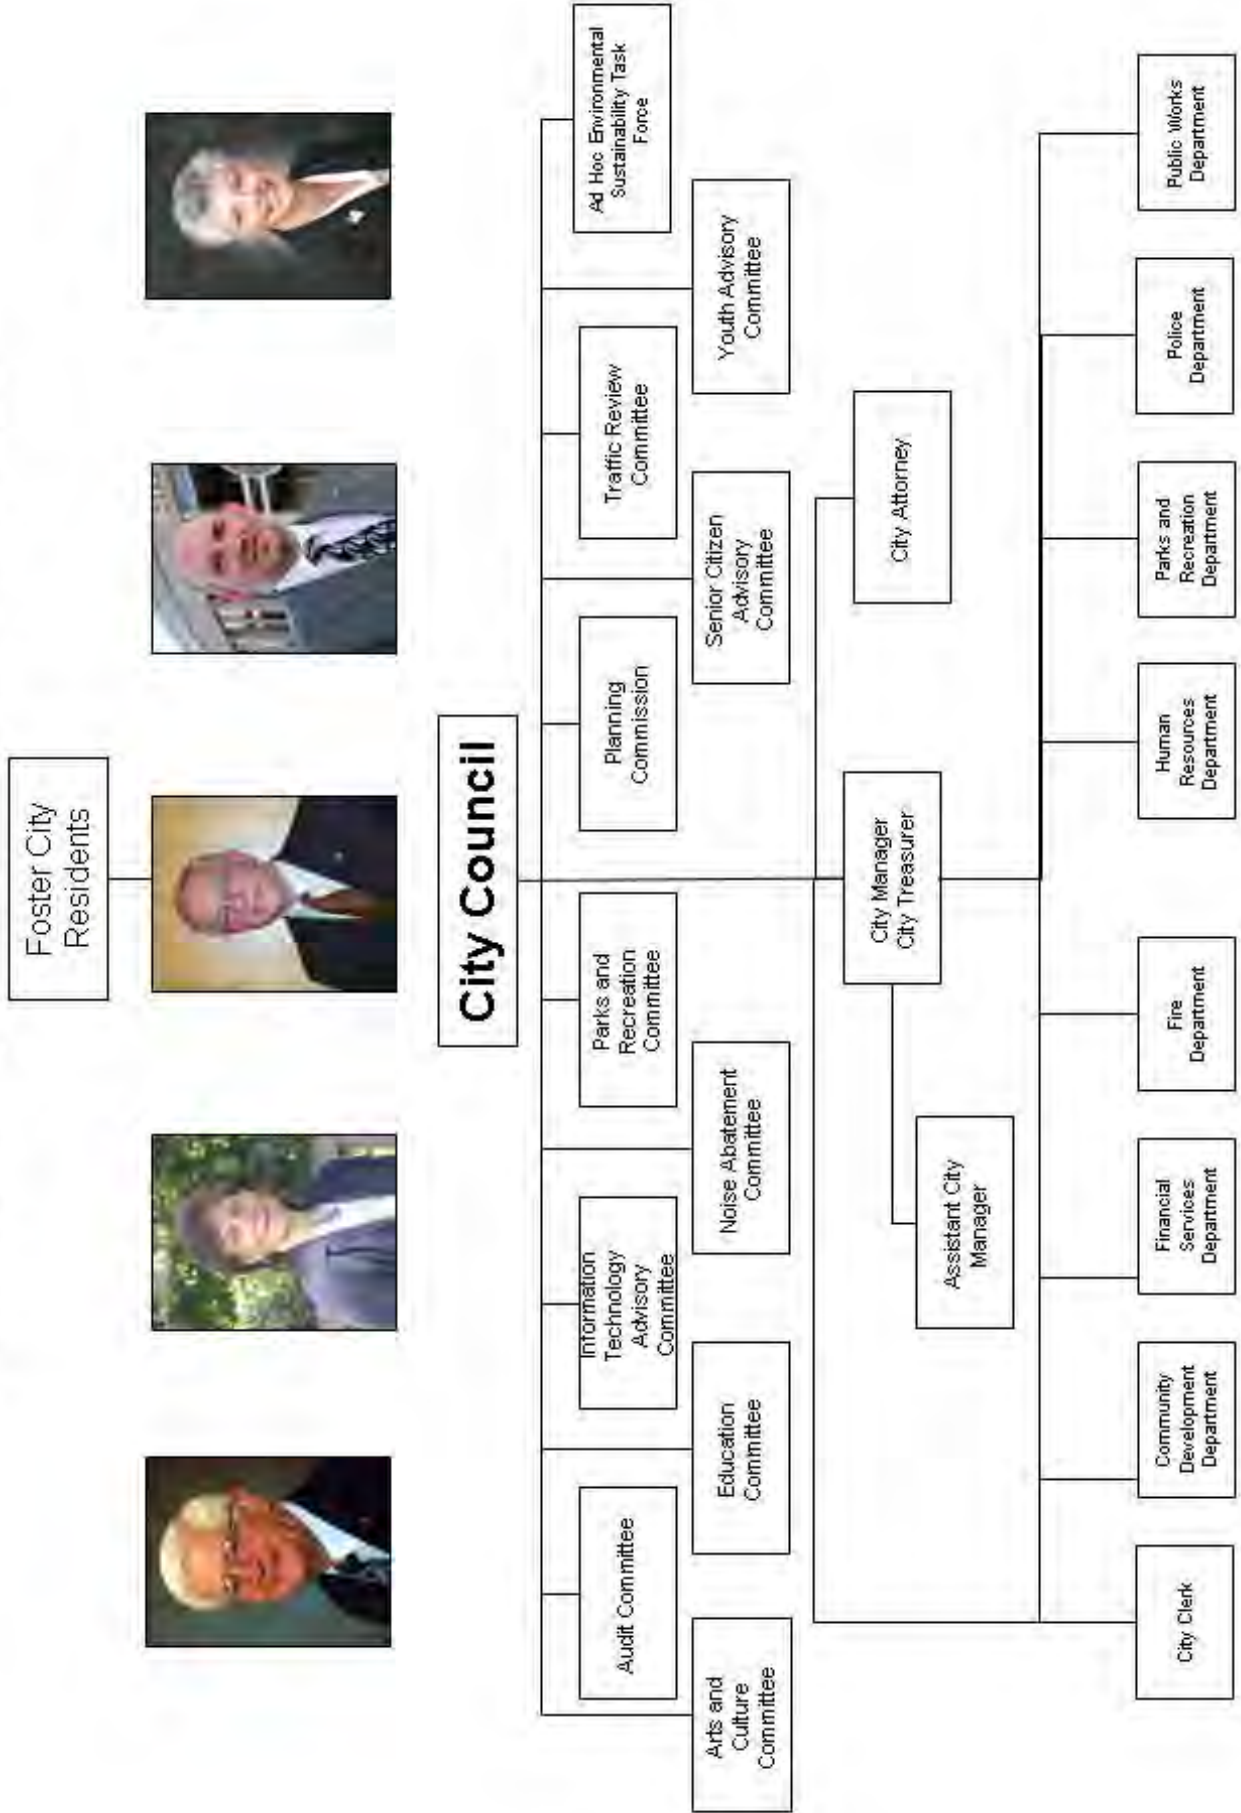 Foster City
Residents
City Council
Audit Committee
Information
Technology
Advisory
Committee
Parks and
Recreation
Committee
Planning
Commission
Traffic Review
Committee
Ad Hoc Environmental
Sustainability Task
Force
Arts and
Culture
Committee
Education
Committee
Noise Abatement
Committee
Senior Citizen
Advisory
Committee
Youth Advisory
Committee
City Manager
City Treasurer
City Attorney
Assistant City
Manager
City Clerk
Community
Development
Department
Financial
Services
Department
Fire
Department
Human
Resources
Department
Parks and
Recreation
Department
Police
Department
Public Works
Department